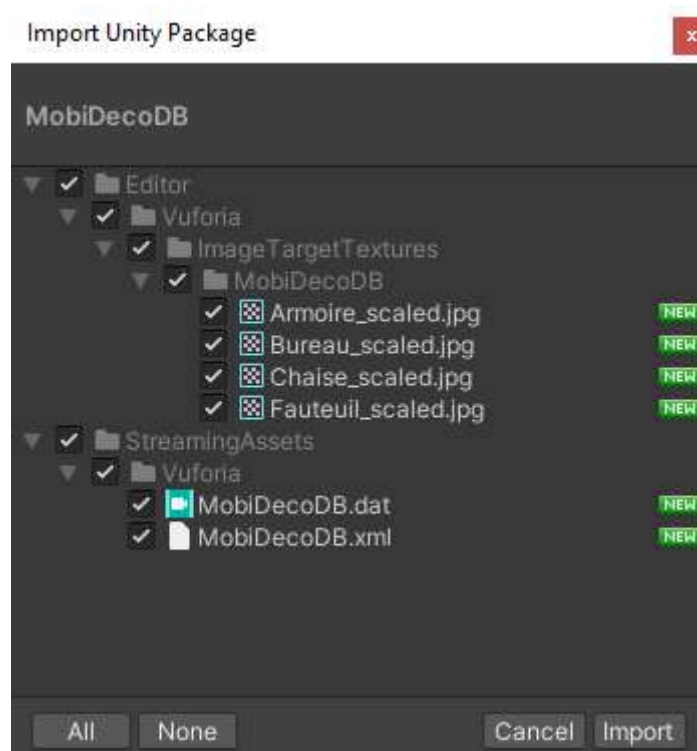 Import Unity Package
x
MobiDecoDB
Editor
Vuforia
ImageTargetTextures
MobiDecoDB
Armoire_scaled.jpg NEW
Bureau_scaled.jpg NEW
Chaise_scaled.jpg NEW
Fauteuil_scaled.jpg NEW
StreamingAssets
Vuforia
MobiDecoDB.dat NEW
MobiDecoDB.xml NEW
All None Cancel Import